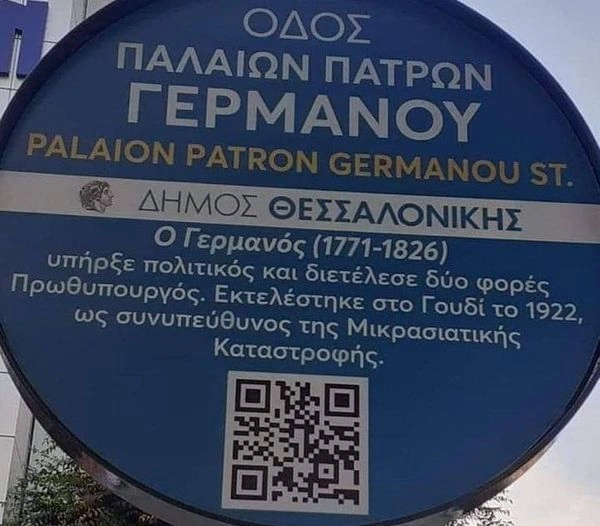 ΟΔΟΣ
ΠΑΛΑΙΩΝ ΠΑΤΡΩΝ
ΓΕΡΜΑΝΟΥ
PALAION PATRON GERMANOU ST.
ΔΗΜΟΣ ΘΕΣΣΑΛΟΝΙΚΗΣ
Ο Γερμανός (1771-1826)
υπήρξε πολιτικός και διετέλεσε δύο φορές
Πρωθυπουργός. Εκτελέστηκε στο Γουδί το 1922,
ως συνυπεύθυνος της Μικρασιατικής
Καταστροφής.